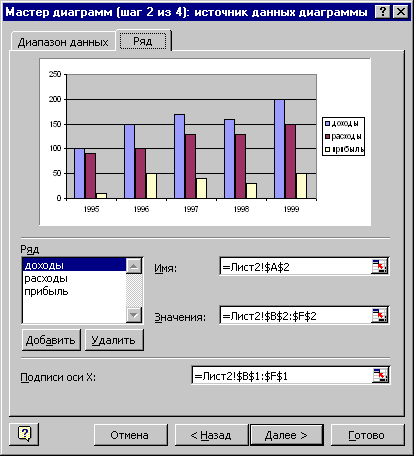 Мастер диаграмм (шаг 2 из 4): источник данных диаграммы
Диапазон данных Ряд
250
200
150
100
50
0
1995 1996 1997 1998 1999
доходы
расходы
прибыль
Ряд
доходы
расходы
прибыль
Имя: =Лист2!$A$2
Значения: =Лист2!$B$2:$F$2
Добавить Удалить
Подписи оси X: =Лист2!$B$1:$F$1
Отмена < Назад Далее > Готово